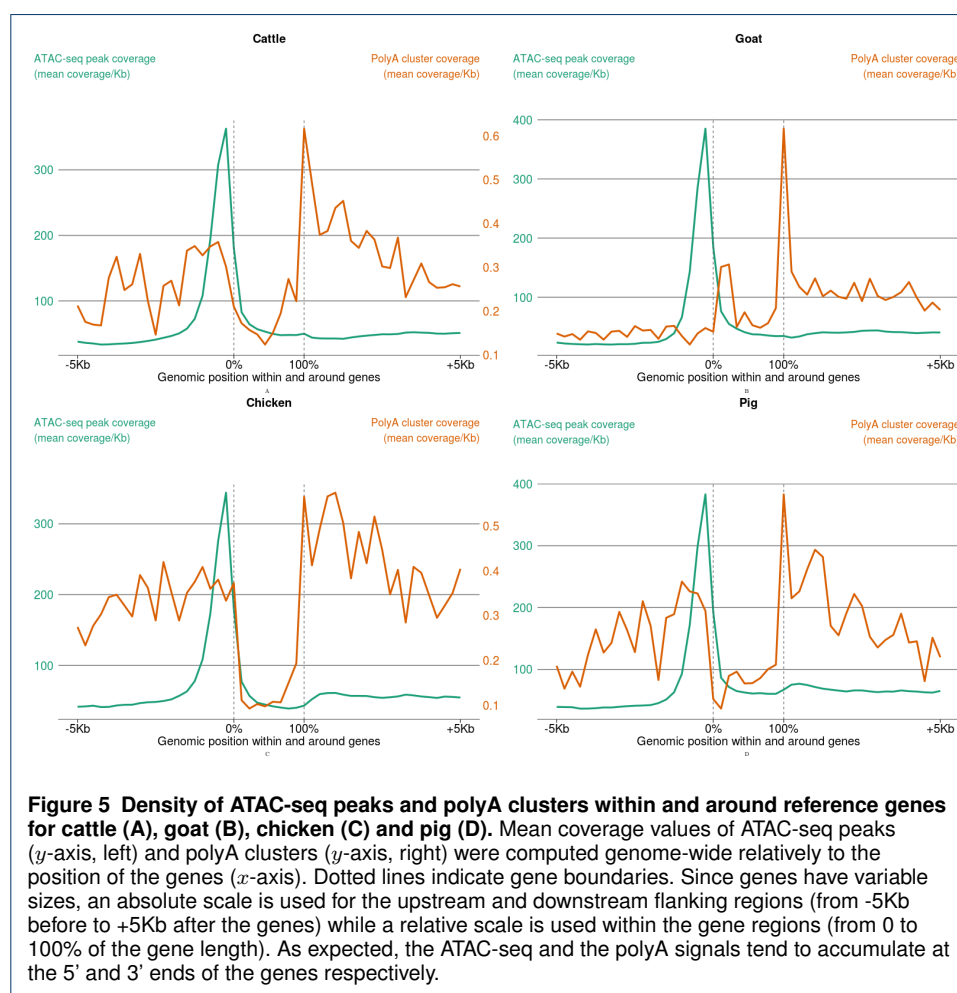 Cattle
ATAC-seq peak coverage
(mean coverage/Kb)
PolyA cluster coverage
(mean coverage/Kb)
300
200
100
0.6
0.5
0.4
0.3
0.2
0.1
-5Kb 0% 100% +5Kb
Genomic position within and around genes
A
Goat
ATAC-seq peak coverage
(mean coverage/Kb)
PolyA cluster coverage
(mean coverage/Kb)
400
300
200
100
-5Kb 0% 100% +5Kb
Genomic position within and around genes
B
Chicken
ATAC-seq peak coverage
(mean coverage/Kb)
PolyA cluster coverage
(mean coverage/Kb)
300
200
100
0.5
0.4
0.3
0.2
0.1
-5Kb 0% 100% +5Kb
Genomic position within and around genes
C
Pig
ATAC-seq peak coverage
(mean coverage/Kb)
PolyA cluster coverage
(mean coverage/Kb)
400
300
200
100
-5Kb 0% 100% +5Kb
Genomic position within and around genes
D
Figure 5 Density of ATAC-seq peaks and polyA clusters within and around reference genes
for cattle (A), goat (B), chicken (C) and pig (D). Mean coverage values of ATAC-seq peaks
(y-axis, left) and polyA clusters (y-axis, right) were computed genome-wide relatively to the
position of the genes (x-axis). Dotted lines indicate gene boundaries. Since genes have variable
sizes, an absolute scale is used for the upstream and downstream flanking regions (from -5Kb
before to +5Kb after the genes) while a relative scale is used within the gene regions (from 0 to
100% of the gene length). As expected, the ATAC-seq and the polyA signals tend to accumulate at
the 5' and 3' ends of the genes respectively.